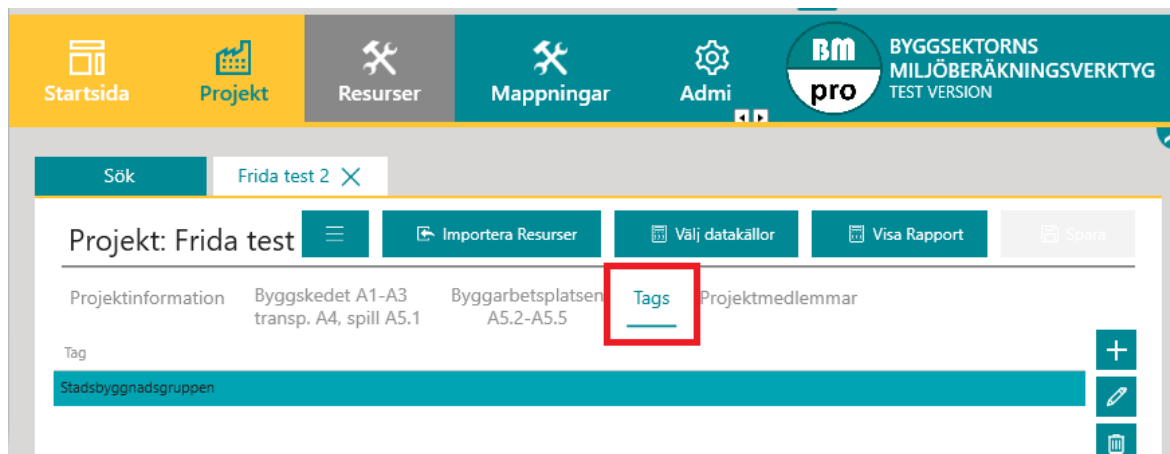 Startsida
Projekt
Resurser
Mappningar
Admi
BM
pro
BYGGSEKTORNS
MILJÖBERÄKNINGSVERKTYG
TEST VERSION
Sök
Frida test 2
Projekt: Frida test
Importera Resurser
Välj datakällor
Visa Rapport
Spara
Projektinformation
Byggskedet A1-A3
transp. A4, spill A5.1
Byggarbetsplatsen
A5.2-A5.5
Tags
Projektmedlemmar
Tag
Stadsbyggnadsgruppen